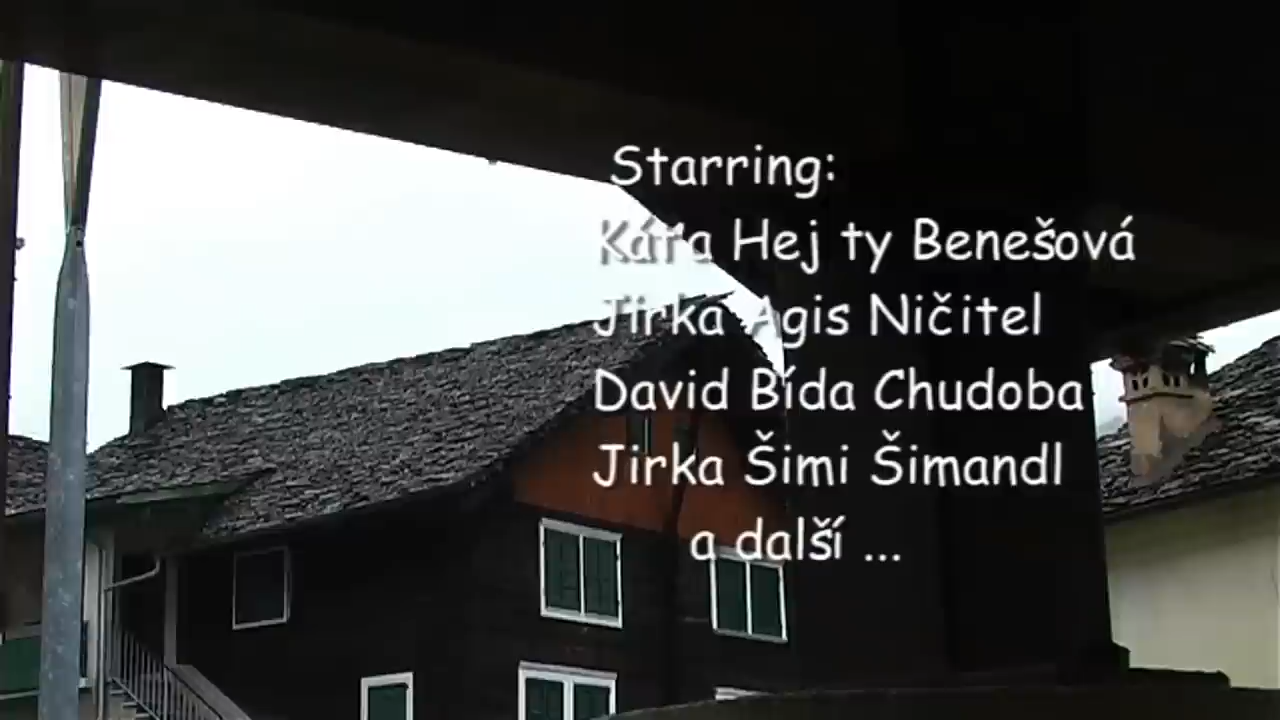 Starring:
Káťa Hej ty Benešová
Jirka Agis Ničitel
David Bída Chudoba
Jirka Šimi Šimandl
a další ...